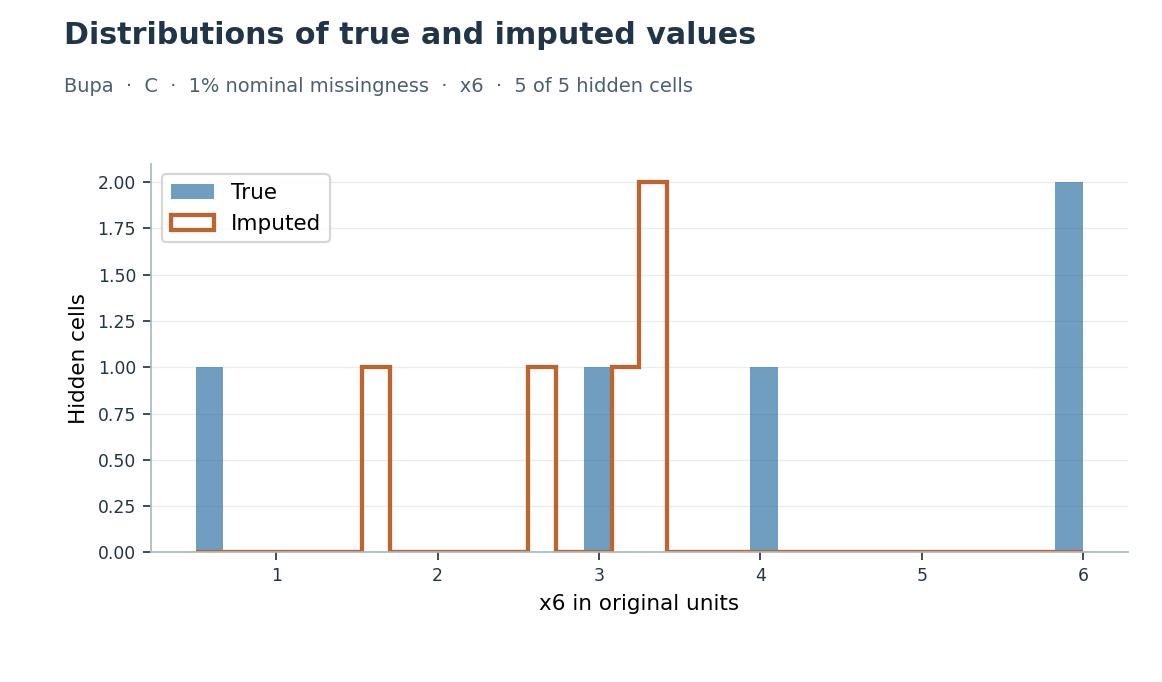 Distributions of true and imputed values
Bupa · C · 1% nominal missingness · x6 · 5 of 5 hidden cells
True
Imputed
Hidden cells
2.00
1.75
1.50
1.25
1.00
0.75
0.50
0.25
0.00
1 2 3 4 5 6
x6 in original units